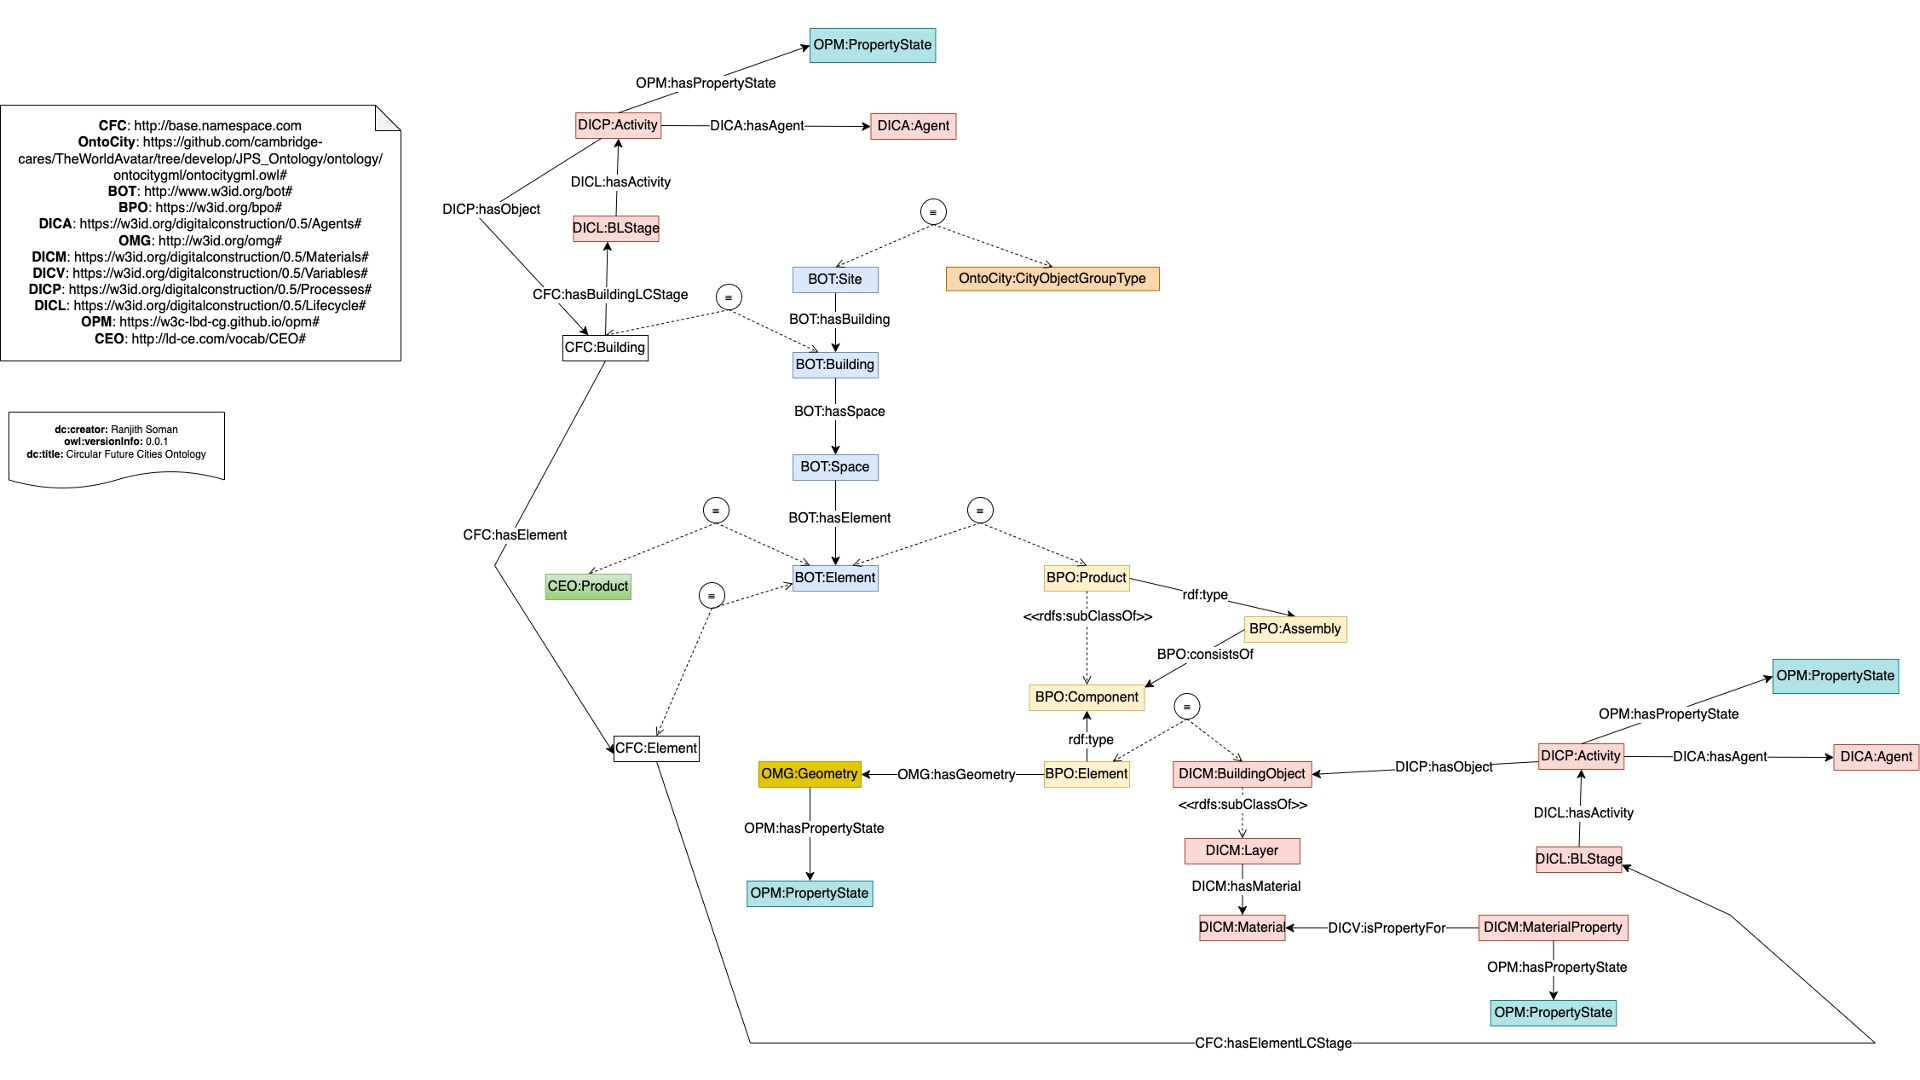 OPM:PropertyState
OPM:hasPropertyState
DICP:Activity
DICA:hasAgent
DICA:Agent
CFC: http://base.namespace.com
OntoCity: https://github.com/cambridge-
cares/TheWorldAvatar/tree/develop/JPS_Ontology/ontology/
ontocitygml/ontocitygml.owl#
BOT: http://www.w3id.org/bot#
BPO: https://w3id.org/bpo#
DICA: https://w3id.org/digitalconstruction/0.5/Agents#
OMG: http://w3id.org/omg#
DICM: https://w3id.org/digitalconstruction/0.5/Materials#
DICV: https://w3id.org/digitalconstruction/0.5/Variables#
DICP: https://w3id.org/digitalconstruction/0.5/Processes#
DICL: https://w3id.org/digitalconstruction/0.5/Lifecycle#
OPM: https://w3c-lbd-cg.github.io/opm#
CEO: http://ld-ce.com/vocab/CEO#
DICL:hasActivity
DICP:hasObject
DICL:BLStage
≡
BOT:Site
OntoCity:CityObjectGroupType
CFC:hasBuildingLCStage
≡
BOT:hasBuilding
CFC:Building
BOT:Building
BOT:hasSpace
dc:creator: Ranjith Soman
owl:versionInfo: 0.0.1
dc:title: Circular Future Cities Ontology
BOT:Space
≡
BOT:hasElement
≡
CFC:hasElement
CEO:Product
BOT:Element
BPO:Product
≡
rdf:type
<<rdfs:subClassOf>>
BPO:Assembly
BPO:consistsOf
OPM:PropertyState
BPO:Component
≡
OPM:hasPropertyState
rdf:type
CFC:Element
DICP:Activity
DICA:hasAgent
DICA:Agent
OMG:Geometry
OMG:hasGeometry
BPO:Element
DICM:BuildingObject
DICP:hasObject
<<rdfs:subClassOf>>
DICL:hasActivity
OPM:hasPropertyState
DICM:Layer
DICL:BLStage
DICM:hasMaterial
OPM:PropertyState
DICM:Material
DICV:isPropertyFor
DICM:MaterialProperty
OPM:hasPropertyState
OPM:PropertyState
CFC:hasElementLCStage